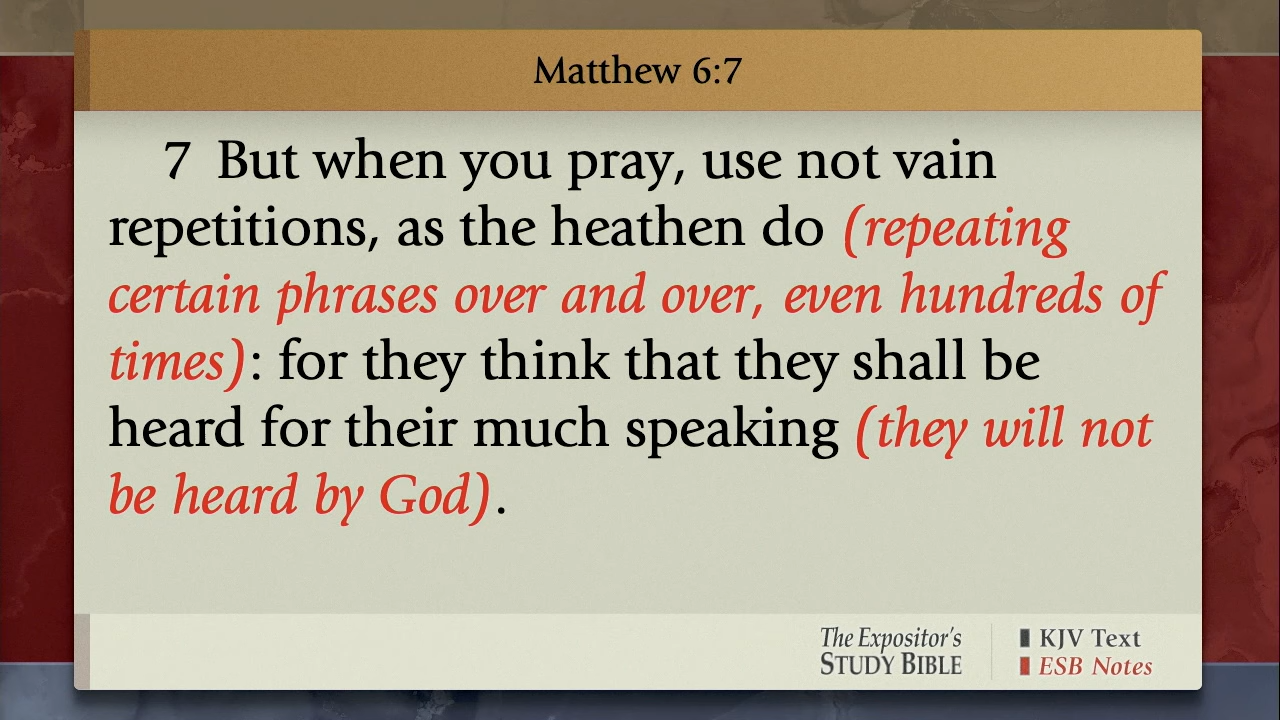 Matthew 6:7
7 But when you pray, use not vain
repetitions, as the heathen do (repeating
certain phrases over and over, even hundreds of
times): for they think that they shall be
heard for their much speaking (they will not
be heard by God).
The Expositor's
STUDY BIBLE
KJV Text
ESB Notes